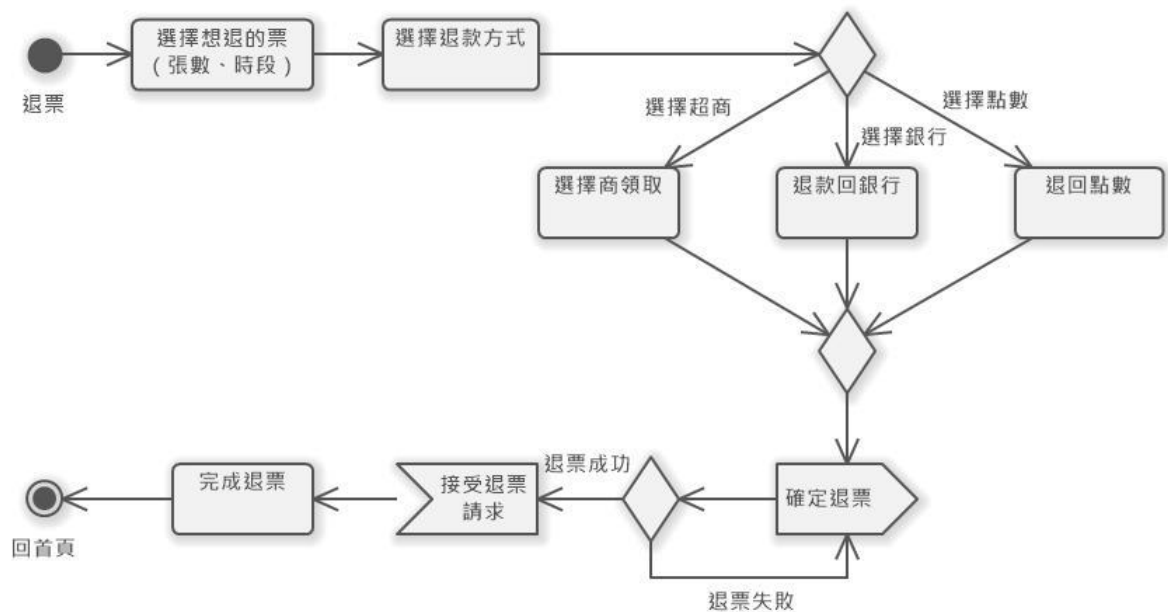 選擇想退的票
(張數、時段)
選擇退款方式
退票
選擇超商
選擇點數
選擇銀行
選擇商領取
退款回銀行
退回點數
退票成功
完成退票
接受退票
請求
確定退票
回首頁
退票失敗